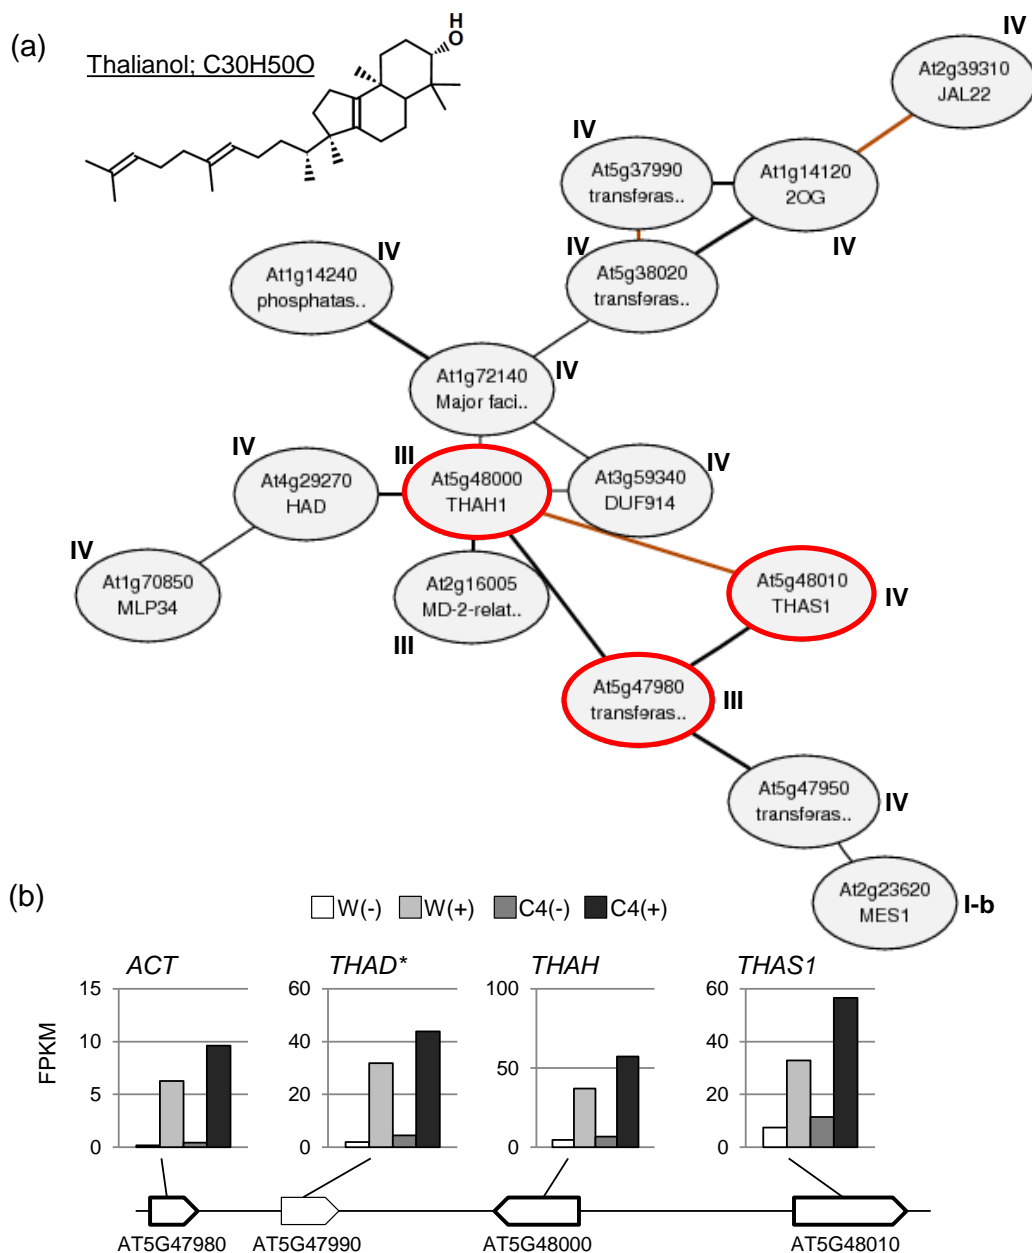 (a)
Thalianol; C30H50O
H
O
IV
At2g39310
JAL22
IV
At5g37990
transferas..
At1g14120
2OG
IV
IV
At5g38020
transferas..
IV
At1g14240
phosphatas..
At1g72140
Major faci..
IV
IV
At4g29270
HAD
III
At5g48000
THAH1
At3g59340
DUF914
IV
IV
At1g70850
MLP34
At2g16005
MD-2-relat..
III
At5g48010
THAS1
IV
At5g47980
transferas..
III
At5g47950
transferas..
IV
At2g23620
MES1
I-b
(b)
W(-) W(+) C4(-) C4(+)
ACT THAD* THAH THAS1
FPKM
15
10
5
0
60
40
20
0
100
50
0
60
40
20
0
AT5G47980 AT5G47990 AT5G48000 AT5G48010